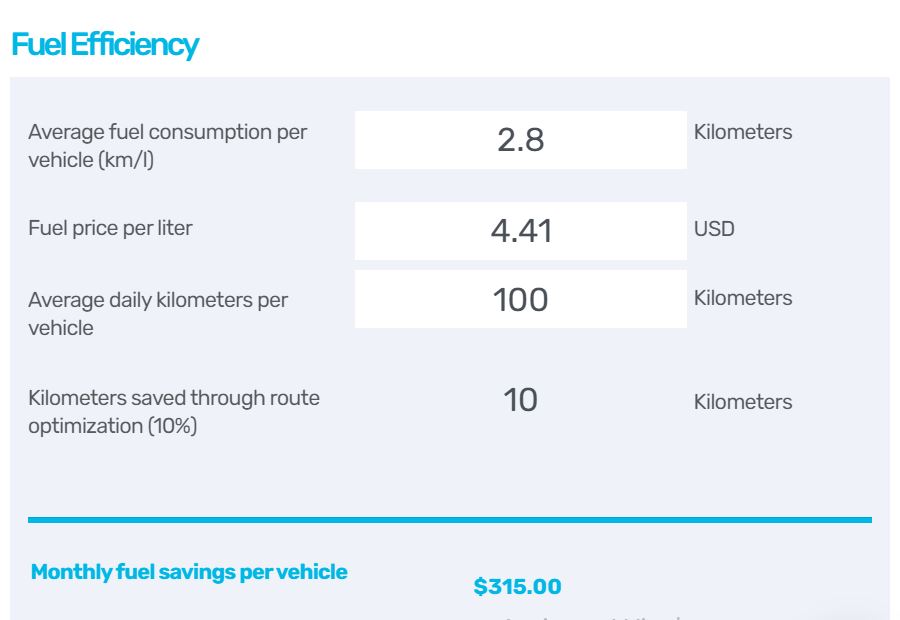 Fuel Efficiency
Average fuel consumption per
vehicle (km/l)
2.8
Kilometers
Fuel price per liter
4.41
USD
Average daily kilometers per
vehicle
100
Kilometers
Kilometers saved through route
optimization (10%)
10
Kilometers
Monthly fuel savings per vehicle
$315.00